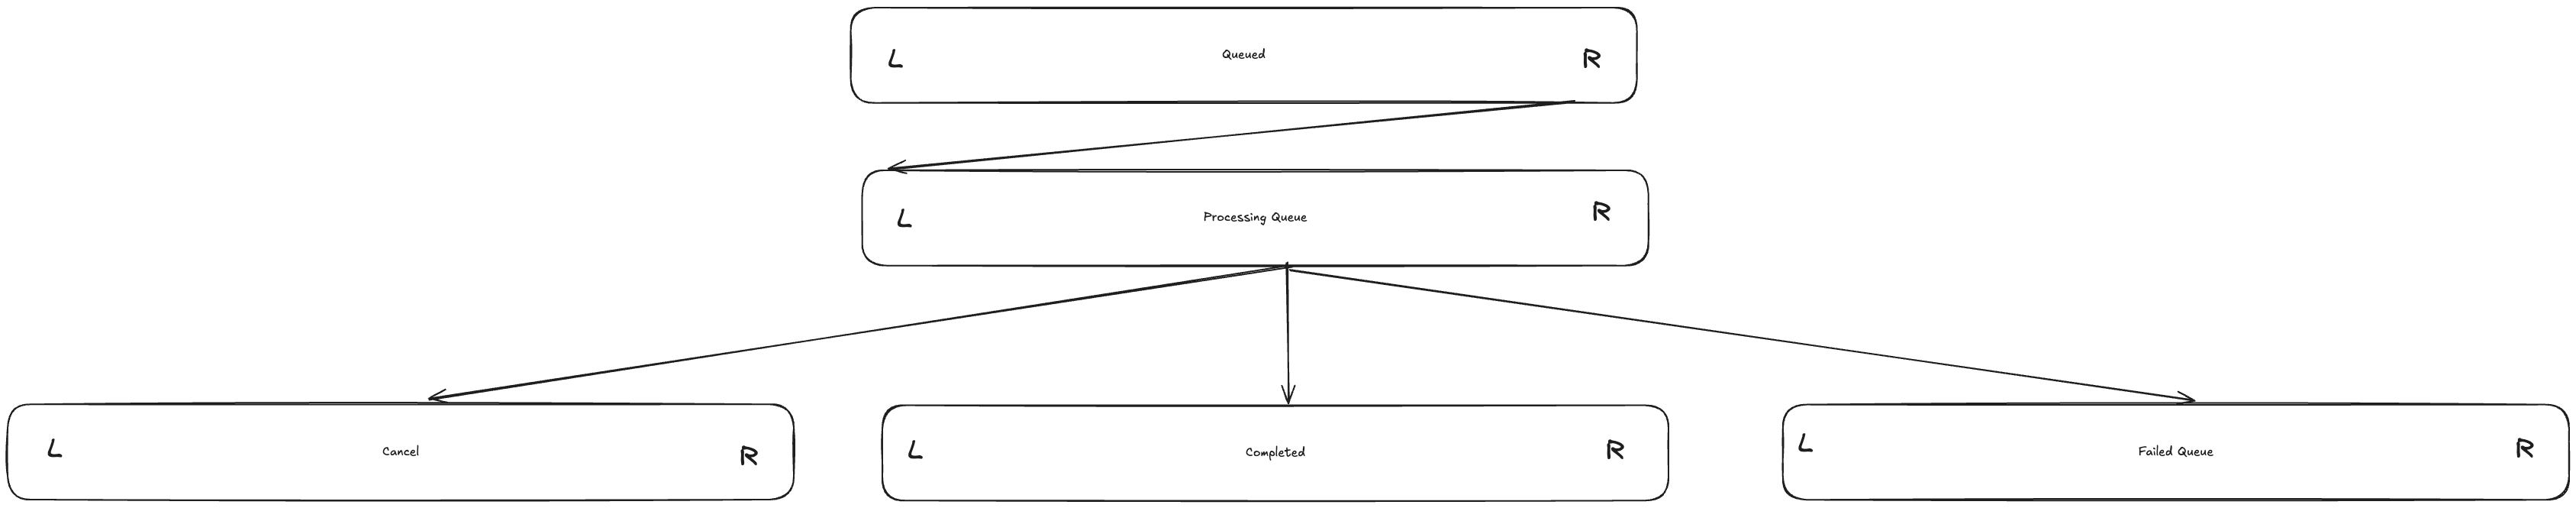 L Queued R
L Processing Queue R
L Cancel R
L Completed R
L Failed Queue R